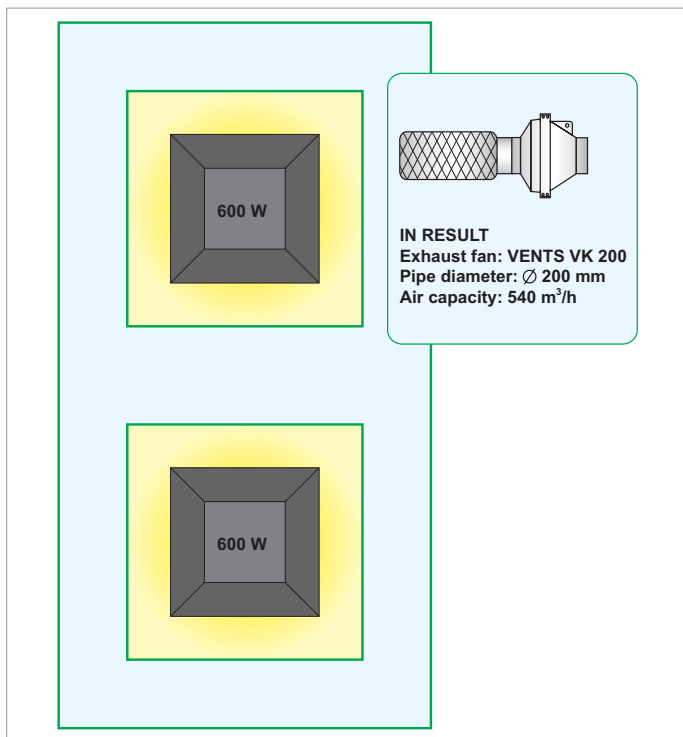 600 W
IN RESULT
Exhaust fan: VENTS VK 200
Pipe diameter: ∅ 200 mm
Air capacity: 540 m³/h
600 W